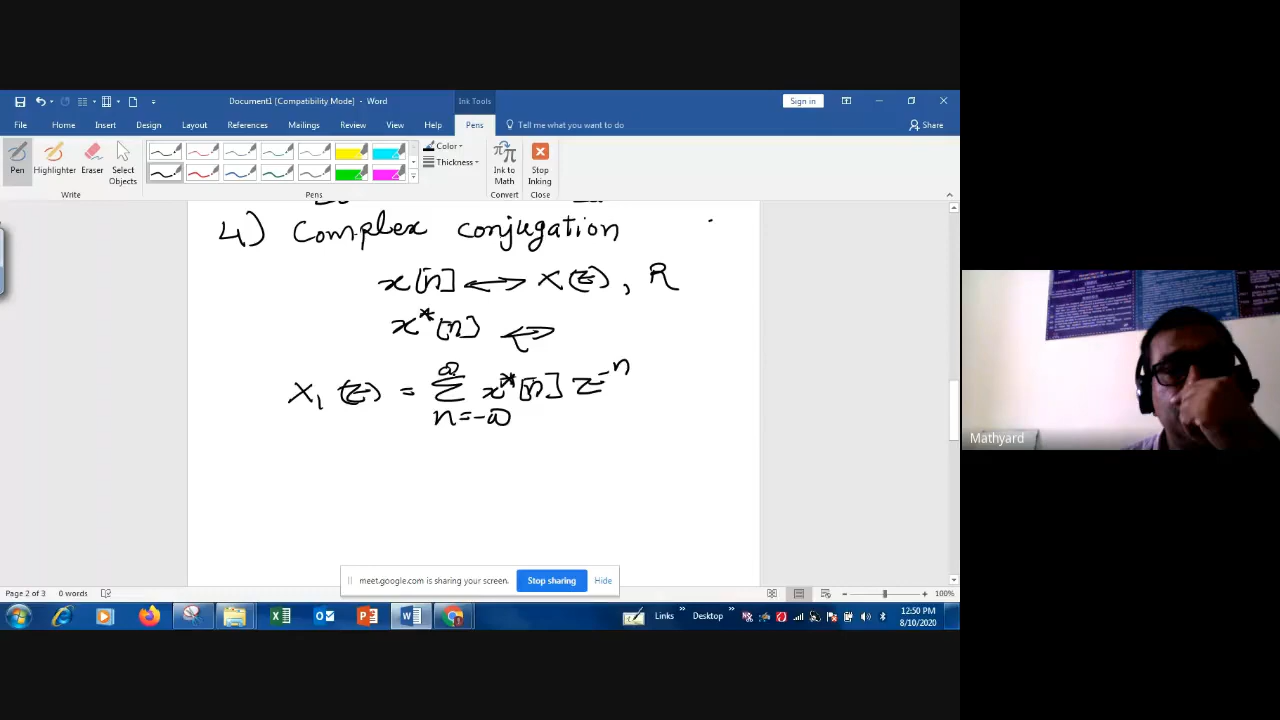 Document1 [Compatibility Mode] - Word
Ink Tools
Sign in
File Home Insert Design Layout References Mailings Review View Help Pens Tell me what you want to do Share
Pen Highlighter Eraser Select Objects
Color
Thickness
Ink to Math
Stop Inking
Write Pens Convert Close
4) Complex conjugation
x[n] ↔ X(z), R
x*[n] ↔
X₁(z) = ∑ₙ₌₋∞^∞ x*[n] z⁻ⁿ
Mathyard
meet.google.com is sharing your screen. Stop sharing Hide
Page 2 of 3 0 words 100%
Links » Desktop » 12:50 PM
8/10/2020